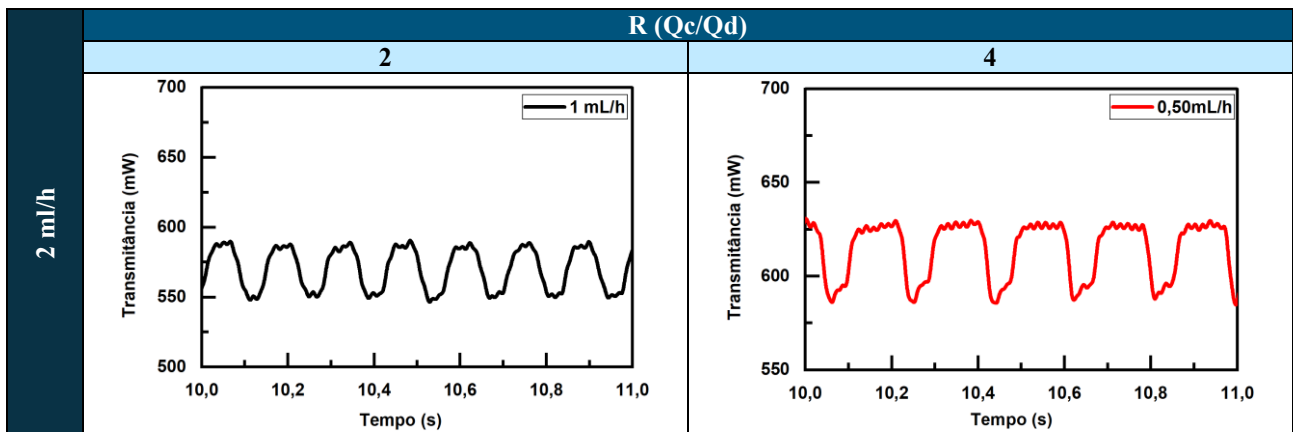 R (Qc/Qd)
2
4
2 ml/h
700
650
600
550
500
Transmitância (mW)
1 mL/h
10,0
10,2
10,4
10,6
10,8
11,0
Tempo (s)
700
650
600
550
Transmitância (mW)
0,50mL/h
10,0
10,2
10,4
10,6
10,8
11,0
Tempo (s)